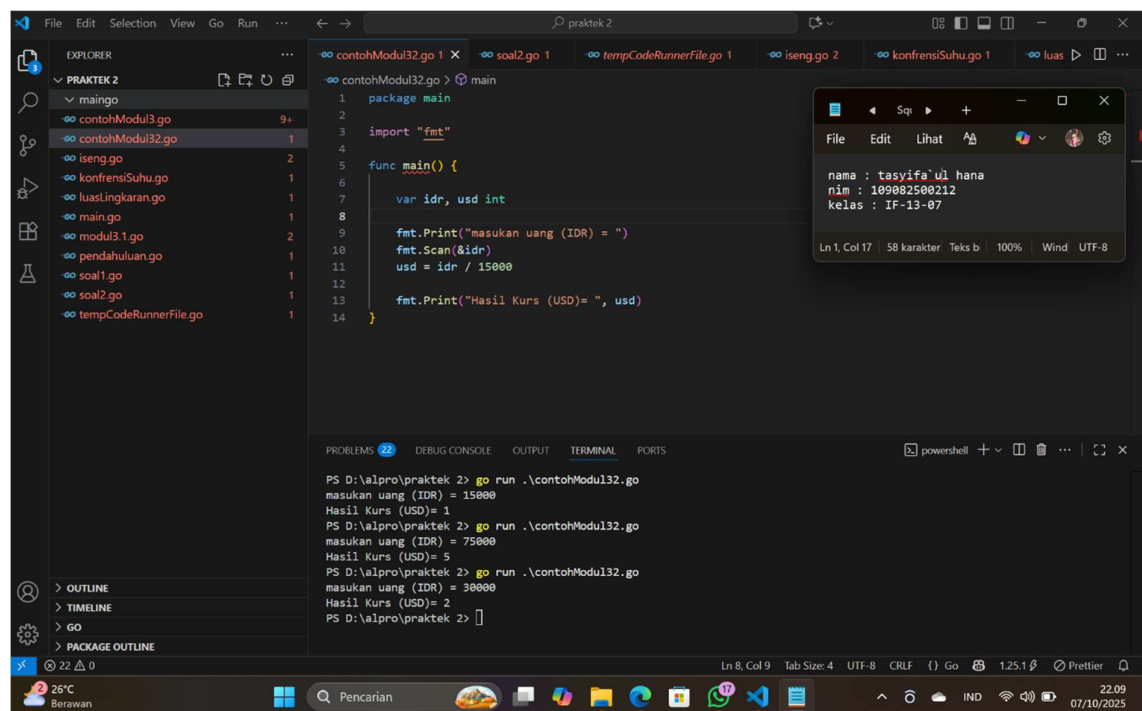 File Edit Selection View Go Run ··· praktek 2
EXPLORER
PRAKTEK 2
maingo
contohModul3.go 9+
contohModul32.go 1
iseng.go 2
konfrensiSuhu.go 1
luasLingkaran.go 1
main.go 1
modul3.1.go 2
pendahuluan.go 1
soal1.go 1
soal2.go 1
tempCodeRunnerFile.go 1
OUTLINE
TIMELINE
GO
PACKAGE OUTLINE
contohModul32.go 1 soal2.go 1 tempCodeRunnerFile.go 1 iseng.go 2 konfrensiSuhu.go 1 luas
contohModul32.go > main
1 package main
2
3 import "fmt"
4
5 func main() {
6
7 var idr, usd int
8
9 fmt.Print("masukan uang (IDR) = ")
10 fmt.Scan(&idr)
11 usd = idr / 15000
12
13 fmt.Print("Hasil Kurs (USD)= ", usd)
14 }
Squ
File Edit Lihat
nama : tasyifa`ul hana
nim : 109082500212
kelas : IF-13-07
Ln 1, Col 17 58 karakter Teks b 100% Wind UTF-8
PROBLEMS 22 DEBUG CONSOLE OUTPUT TERMINAL PORTS powershell
PS D:\alpro\praktek 2> go run .\contohModul32.go
masukan uang (IDR) = 15000
Hasil Kurs (USD)= 1
PS D:\alpro\praktek 2> go run .\contohModul32.go
masukan uang (IDR) = 75000
Hasil Kurs (USD)= 5
PS D:\alpro\praktek 2> go run .\contohModul32.go
masukan uang (IDR) = 30000
Hasil Kurs (USD)= 2
PS D:\alpro\praktek 2>
22 0 Ln 8, Col 9 Tab Size: 4 UTF-8 CRLF {} Go 1.25.1 Prettier
26°C
Berawan
Pencarian
17
IND
22.09
07/10/2025